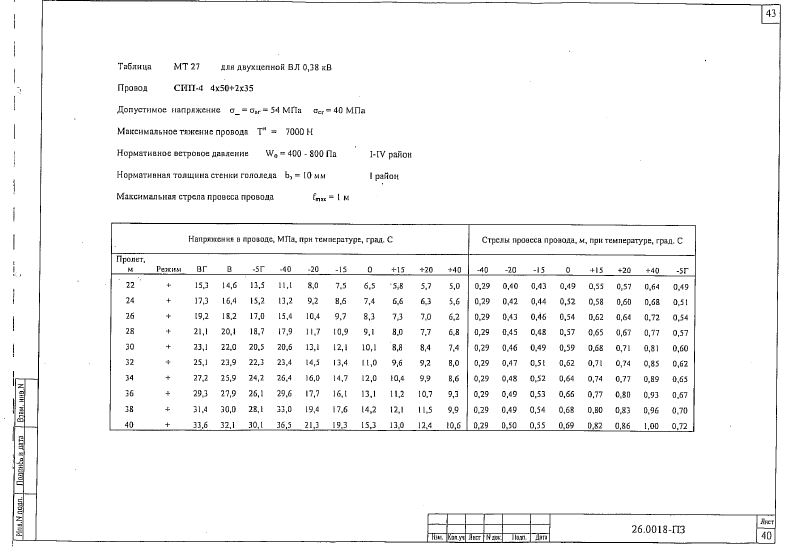 43
Таблица МТ 27 для двухцепной ВЛ 0,38 кВ
Провод СИП-4 4х50+2х35
Допустимое напряжение σ_ = σвг = 54 МПа σсг = 40 МПа
Максимальное тяжение провода Tн = 7000 Н
Нормативное ветровое давление W₀ = 400 - 800 Па I-IV район
Нормативная толщина стенки гололеда bэ = 10 мм I район
Максимальная стрела провеса провода fmax = 1 м
Напряжения в проводе, МПа, при температуре, град. С Стрелы провеса провода, м, при температуре, град. С
Пролет,
м Режим ВГ В -5Г -40 -20 -15 0 +15 +20 +40 -40 -20 -15 0 +15 +20 +40 -5Г
22 + 15,3 14,6 13,5 11,1 8,0 7,5 6,5 5,8 5,7 5,0 0,29 0,40 0,43 0,49 0,55 0,57 0,64 0,49
24 + 17,3 16,4 15,2 13,2 9,2 8,6 7,4 6,6 6,3 5,6 0,29 0,42 0,44 0,52 0,58 0,60 0,68 0,51
26 + 19,2 18,2 17,0 15,4 10,4 9,7 8,3 7,3 7,0 6,2 0,29 0,43 0,46 0,54 0,62 0,64 0,72 0,54
28 + 21,1 20,1 18,7 17,9 11,7 10,9 9,1 8,0 7,7 6,8 0,29 0,45 0,48 0,57 0,65 0,67 0,77 0,57
30 + 23,1 22,0 20,5 20,6 13,1 12,1 10,1 8,8 8,4 7,4 0,29 0,46 0,49 0,59 0,68 0,71 0,81 0,60
32 + 25,1 23,9 22,3 23,4 14,5 13,4 11,0 9,6 9,2 8,0 0,29 0,47 0,51 0,62 0,71 0,74 0,85 0,62
34 + 27,2 25,9 24,2 26,4 16,0 14,7 12,0 10,4 9,9 8,6 0,29 0,48 0,52 0,64 0,74 0,77 0,89 0,65
36 + 29,3 27,9 26,1 29,6 17,7 16,1 13,1 11,2 10,7 9,3 0,29 0,49 0,53 0,66 0,77 0,80 0,93 0,67
38 + 31,4 30,0 28,1 33,0 19,4 17,6 14,2 12,1 11,5 9,9 0,29 0,49 0,54 0,68 0,80 0,83 0,96 0,70
40 + 33,6 32,1 30,1 36,5 21,3 19,3 15,3 13,0 12,4 10,6 0,29 0,50 0,55 0,69 0,82 0,86 1,00 0,72
Взам. инв.N
Подпись и дата
Инв.N подл.
Изм. Кол.уч Лист N док. Подп. Дата
26.0018-ПЗ
Лист
40